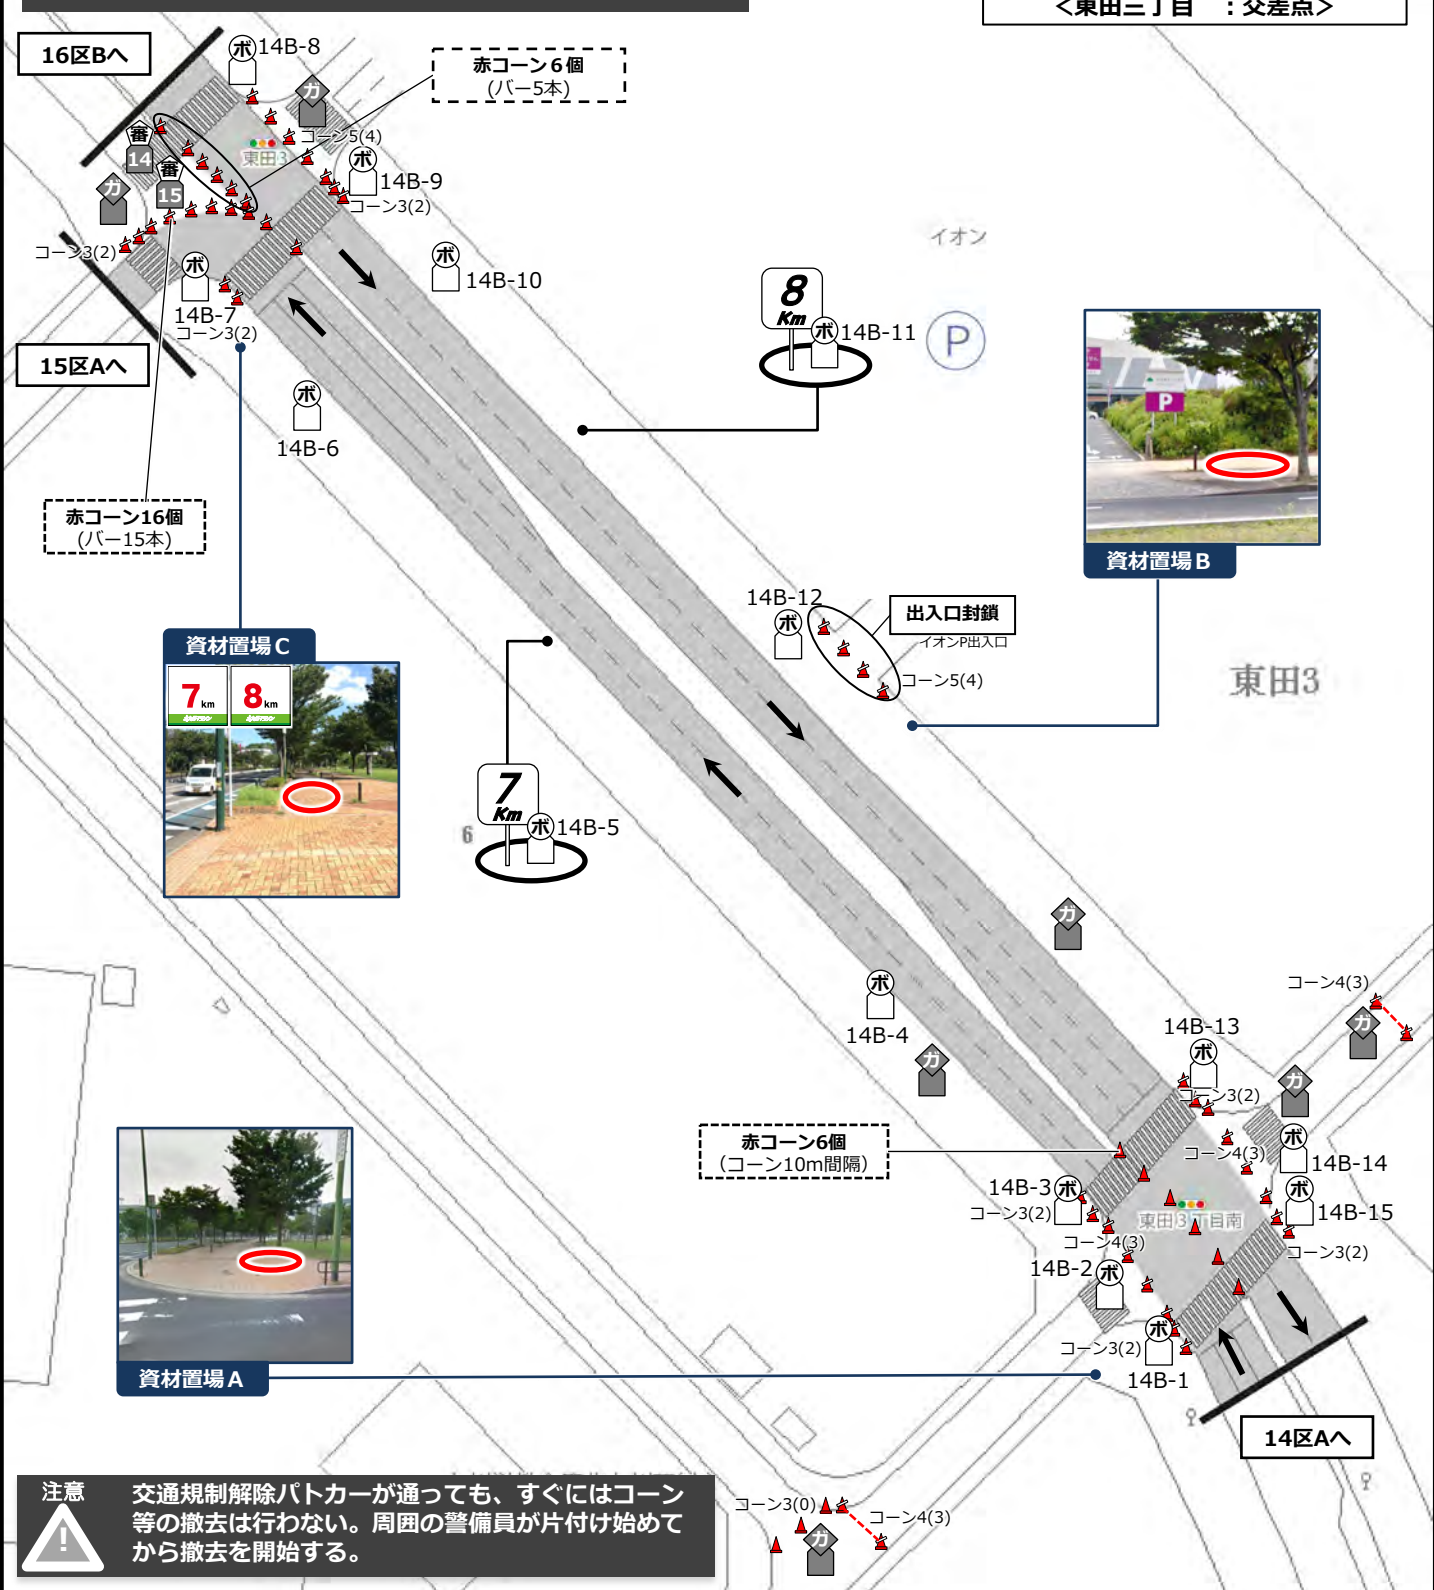 <東田三丁目　：交差点>
16区Bへ
ボ 14B-8
赤コーン６個
(バー5本)
ガ
コーン5(4)
審
14
東田3
審
15
ボ
14B-9
コーン3(2)
ガ
コーン3(2)
ボ
14B-7
コーン3(2)
ボ
14B-10
イオン
8
Km
ボ 14B-11
P
15区Aへ
ボ
14B-6
P
赤コーン16個
(バー15本)
資材置場Ｂ
14B-12
ボ
出入口封鎖
イオンP出入口
コーン5(4)
東田3
資材置場Ｃ
7 km
8 km
7
Km
ボ 14B-5
6
ガ
ボ
14B-4
ガ
コーン4(3)
ガ
14B-13
ボ
コーン3(2)
ガ
赤コーン6個
（コーン10m間隔）
コーン4(3)
ボ
14B-14
14B-3 ボ
コーン3(2)
ボ
14B-15
東田3丁目南
コーン4(3)
コーン3(2)
14B-2 ボ
ボ
コーン3(2)
14B-1
資材置場Ａ
14区Aへ
注意
!
交通規制解除パトカーが通っても、すぐにはコーン
等の撤去は行わない。周囲の警備員が片付け始めて
から撤去を開始する。
コーン3(0)
コーン4(3)
ガ